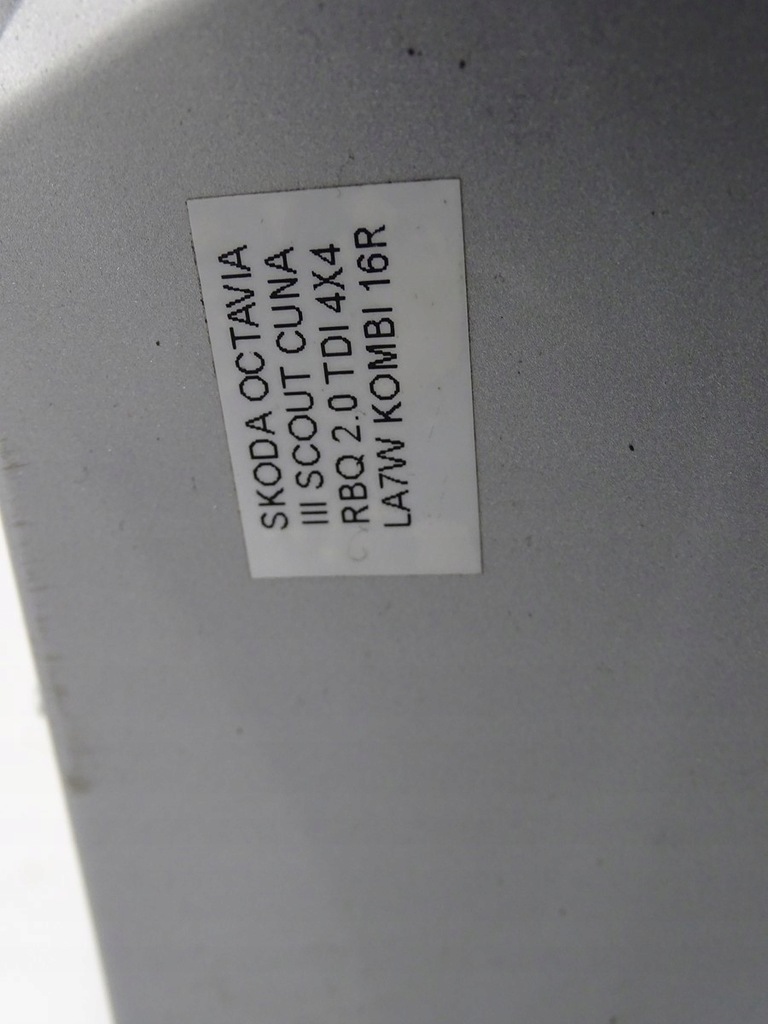 SKODA OCTAVIA
III SCOUT CUNA
RBQ 2.0 TDI 4X4
LA7W KOMBI 16R